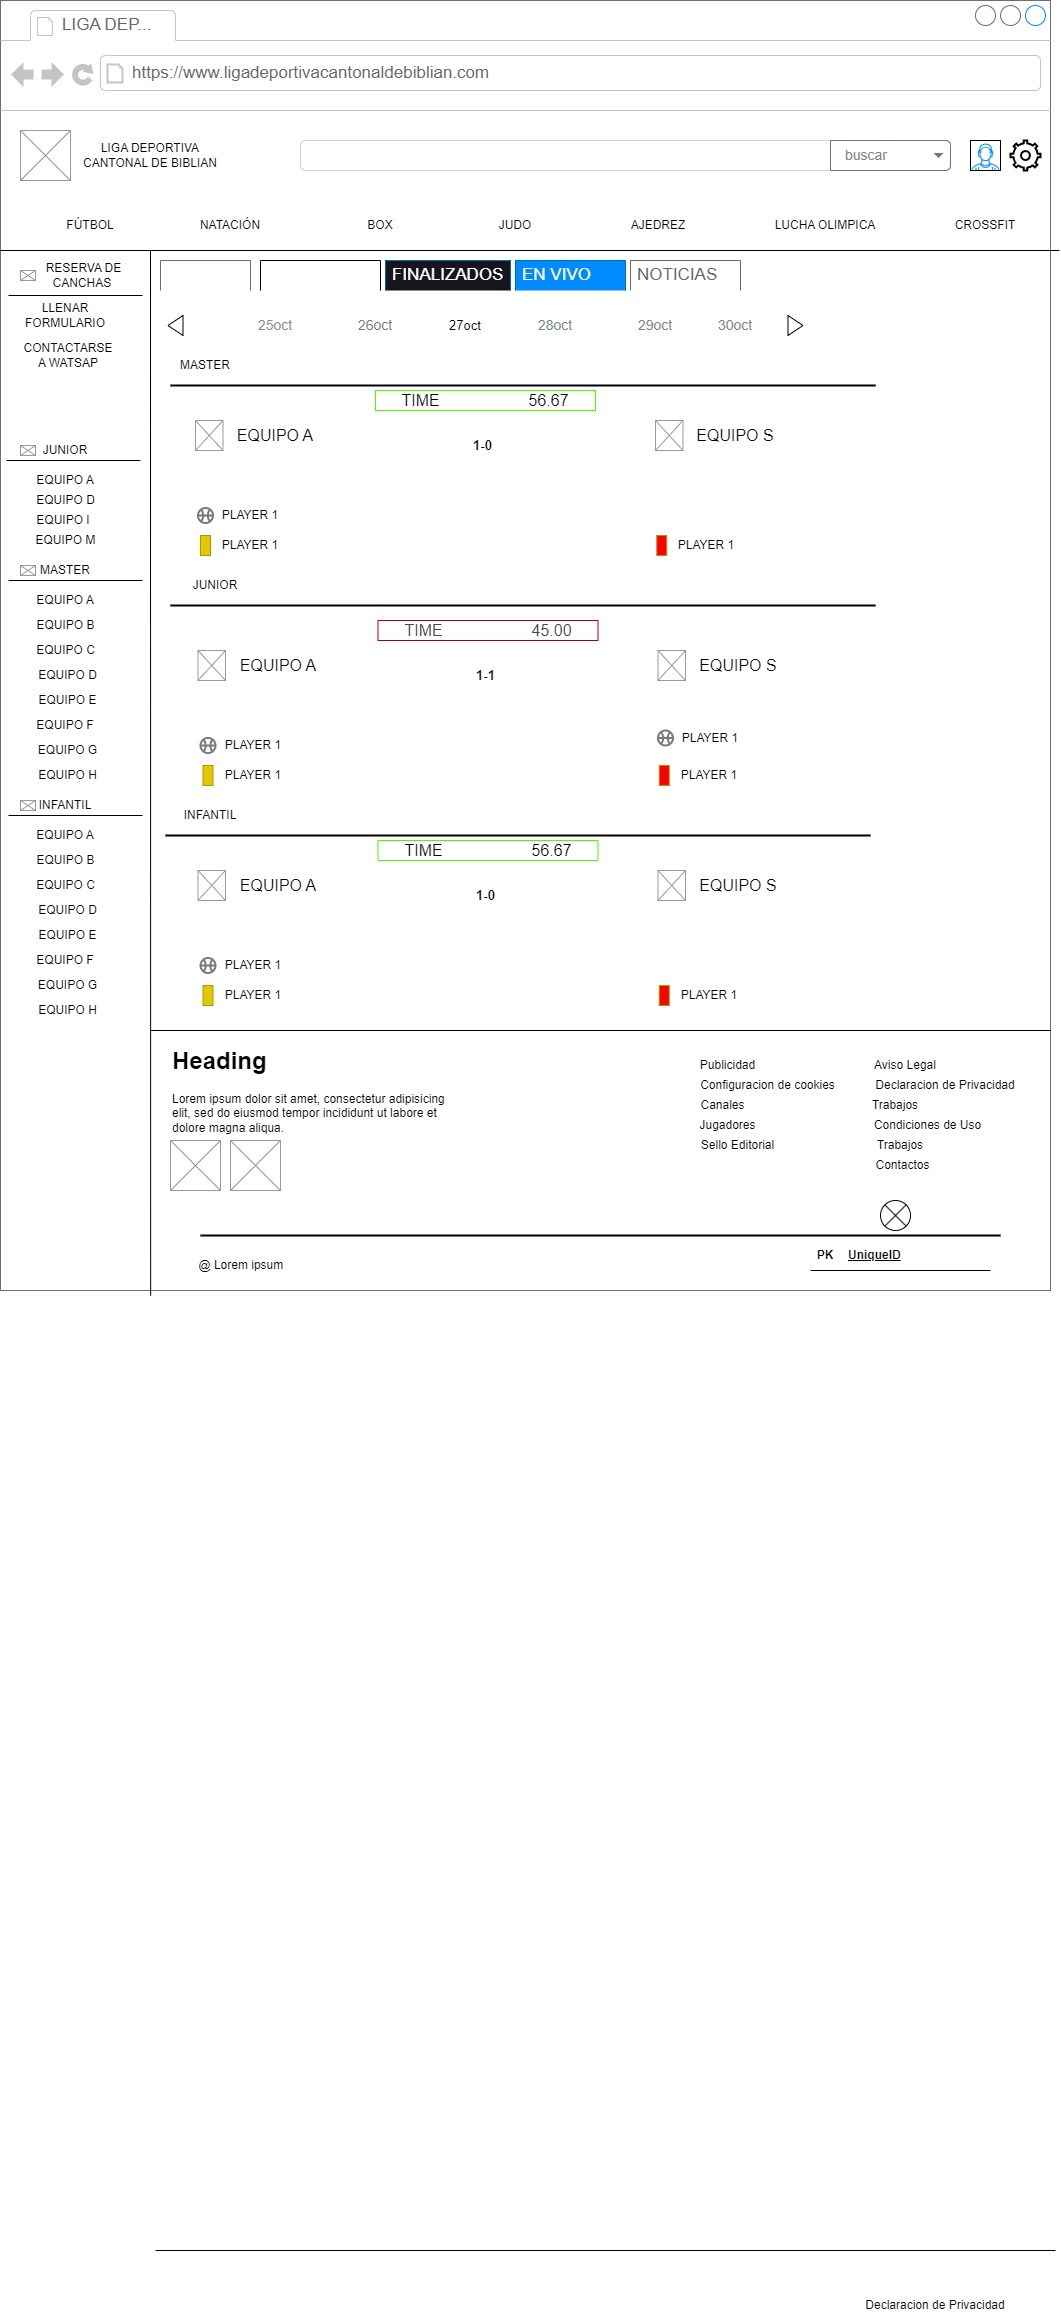 LIGA DEP...
https://www.ligadeportivacantonaldebiblian.com
LIGA DEPORTIVA
CANTONAL DE BIBLIAN
buscar
FÚTBOL NATACIÓN BOX JUDO AJEDREZ LUCHA OLIMPICA CROSSFIT
RESERVA DE
CANCHAS
LLENAR
FORMULARIO
CONTACTARSE
A WATSAP
JUNIOR
EQUIPO A
EQUIPO D
EQUIPO I
EQUIPO M
MASTER
EQUIPO A
EQUIPO B
EQUIPO C
EQUIPO D
EQUIPO E
EQUIPO F
EQUIPO G
EQUIPO H
INFANTIL
EQUIPO A
EQUIPO B
EQUIPO C
EQUIPO D
EQUIPO E
EQUIPO F
EQUIPO G
EQUIPO H
FINALIZADOS EN VIVO NOTICIAS
25oct 26oct 27oct 28oct 29oct 30oct
MASTER
TIME 56.67
EQUIPO A 1-0 EQUIPO S
PLAYER 1
PLAYER 1 PLAYER 1
JUNIOR
TIME 45.00
EQUIPO A 1-1 EQUIPO S
PLAYER 1 PLAYER 1
PLAYER 1 PLAYER 1
INFANTIL
TIME 56.67
EQUIPO A 1-0 EQUIPO S
PLAYER 1
PLAYER 1 PLAYER 1
Heading
Lorem ipsum dolor sit amet, consectetur adipisicing
elit, sed do eiusmod tempor incididunt ut labore et
dolore magna aliqua.
Publicidad
Configuracion de cookies
Canales
Jugadores
Sello Editorial
Aviso Legal
Declaracion de Privacidad
Trabajos
Condiciones de Uso
Trabajos
Contactos
@ Lorem ipsum
PK UniqueID
Declaracion de Privacidad